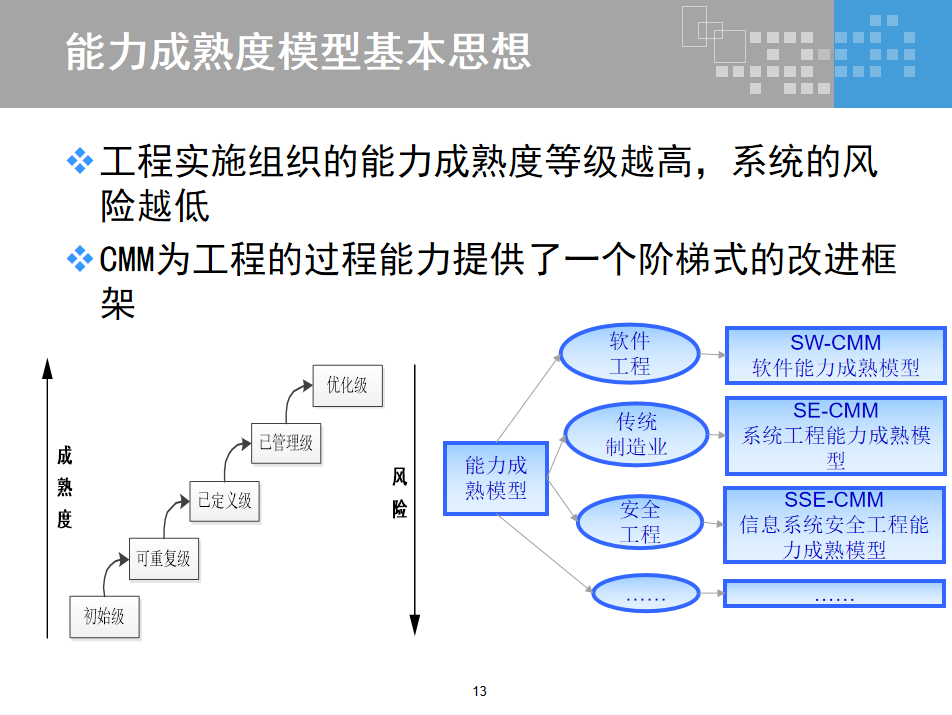 能力成熟度模型基本思想
工程实施组织的能力成熟度等级越高，系统的风
险越低
CMM为工程的过程能力提供了一个阶梯式的改进框
架
成
熟
度
优化级
已管理级
已定义级
可重复级
初始级
风
险
能力成
熟模型
软件
工程
SW-CMM
软件能力成熟模型
传统
制造业
SE-CMM
系统工程能力成熟模
型
安全
工程
SSE-CMM
信息系统安全工程能
力成熟模型
……
……
13